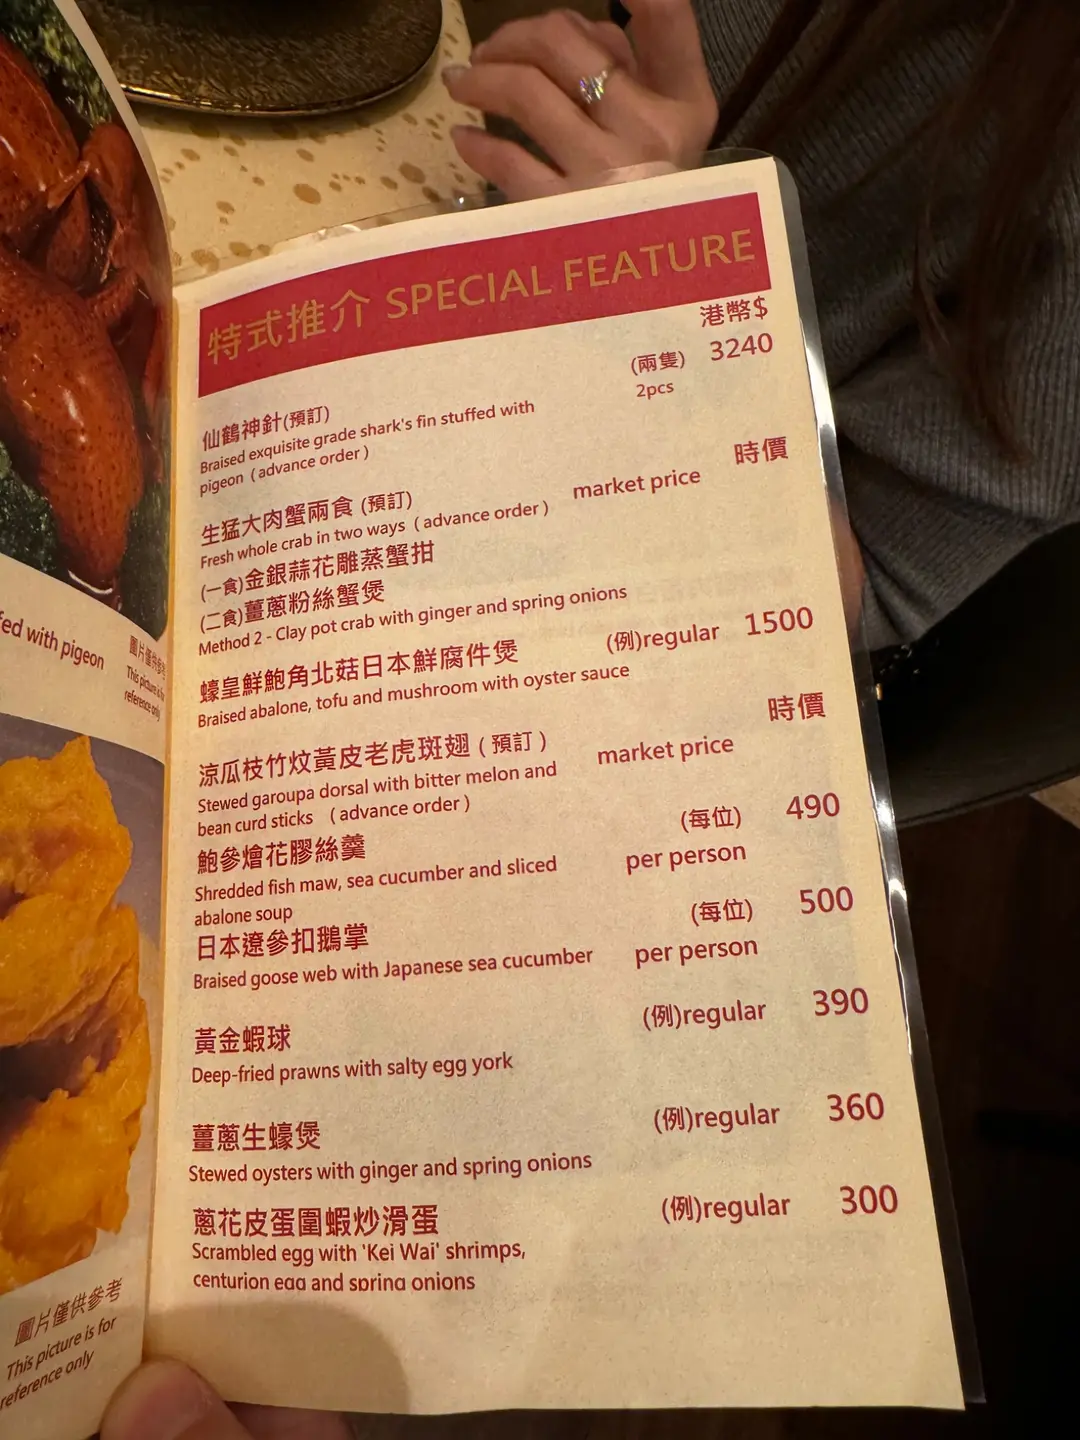 特式推介 SPECIAL FEATURE
港幣$
仙鶴神針(預訂) (兩隻) 3240
Braised exquisite grade shark's fin stuffed with 2pcs
pigeon ( advance order )
生猛大肉蟹兩食 (預訂) 時價
Fresh whole crab in two ways ( advance order ) market price
(一食)金銀蒜花雕蒸蟹拑
(二食)薑蔥粉絲蟹煲
Method 2 - Clay pot crab with ginger and spring onions
蠔皇鮮鮑角北菇日本鮮腐件煲 (例)regular 1500
Braised abalone, tofu and mushroom with oyster sauce
涼瓜枝竹炆黃皮老虎斑翅 ( 預訂 ) 時價
Stewed garoupa dorsal with bitter melon and market price
bean curd sticks ( advance order )
鮑參燴花膠絲羹 (每位) 490
Shredded fish maw, sea cucumber and sliced per person
abalone soup
日本遼參扣鵝掌 (每位) 500
Braised goose web with Japanese sea cucumber per person
黃金蝦球 (例)regular 390
Deep-fried prawns with salty egg york
薑蔥生蠔煲 (例)regular 360
Stewed oysters with ginger and spring onions
蔥花皮蛋圍蝦炒滑蛋 (例)regular 300
Scrambled egg with 'Kei Wai' shrimps,
centurion egg and spring onions
fed with pigeon
圖片僅供參考
This picture is for
reference only
圖片僅供參考
This picture is for
reference only